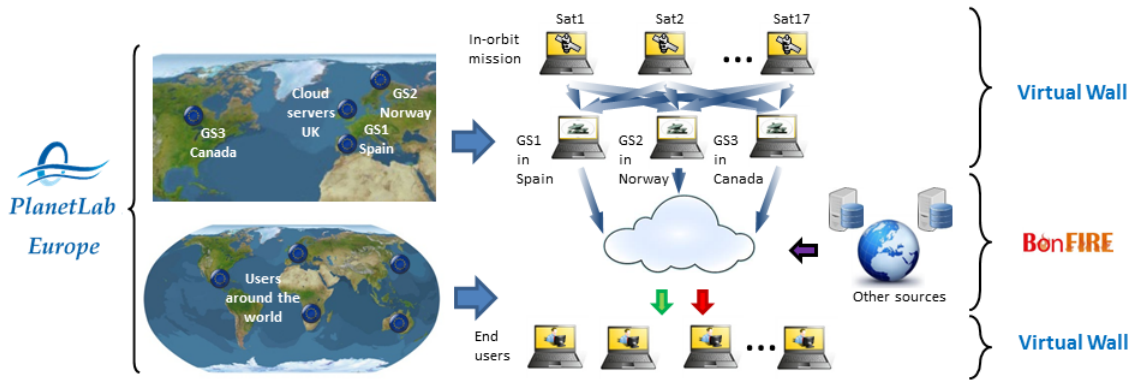 PlanetLab
Europe
Cloud
servers
UK
GS2
Norway
GS1
Spain
GS3
Canada
Users
around the
world
In-orbit
mission
Sat1
Sat2
Sat17
...
GS1
in
Spain
GS2
in
Norway
GS3
in
Canada
Other sources
End
users
...
Virtual Wall
BonFIRE
Virtual Wall